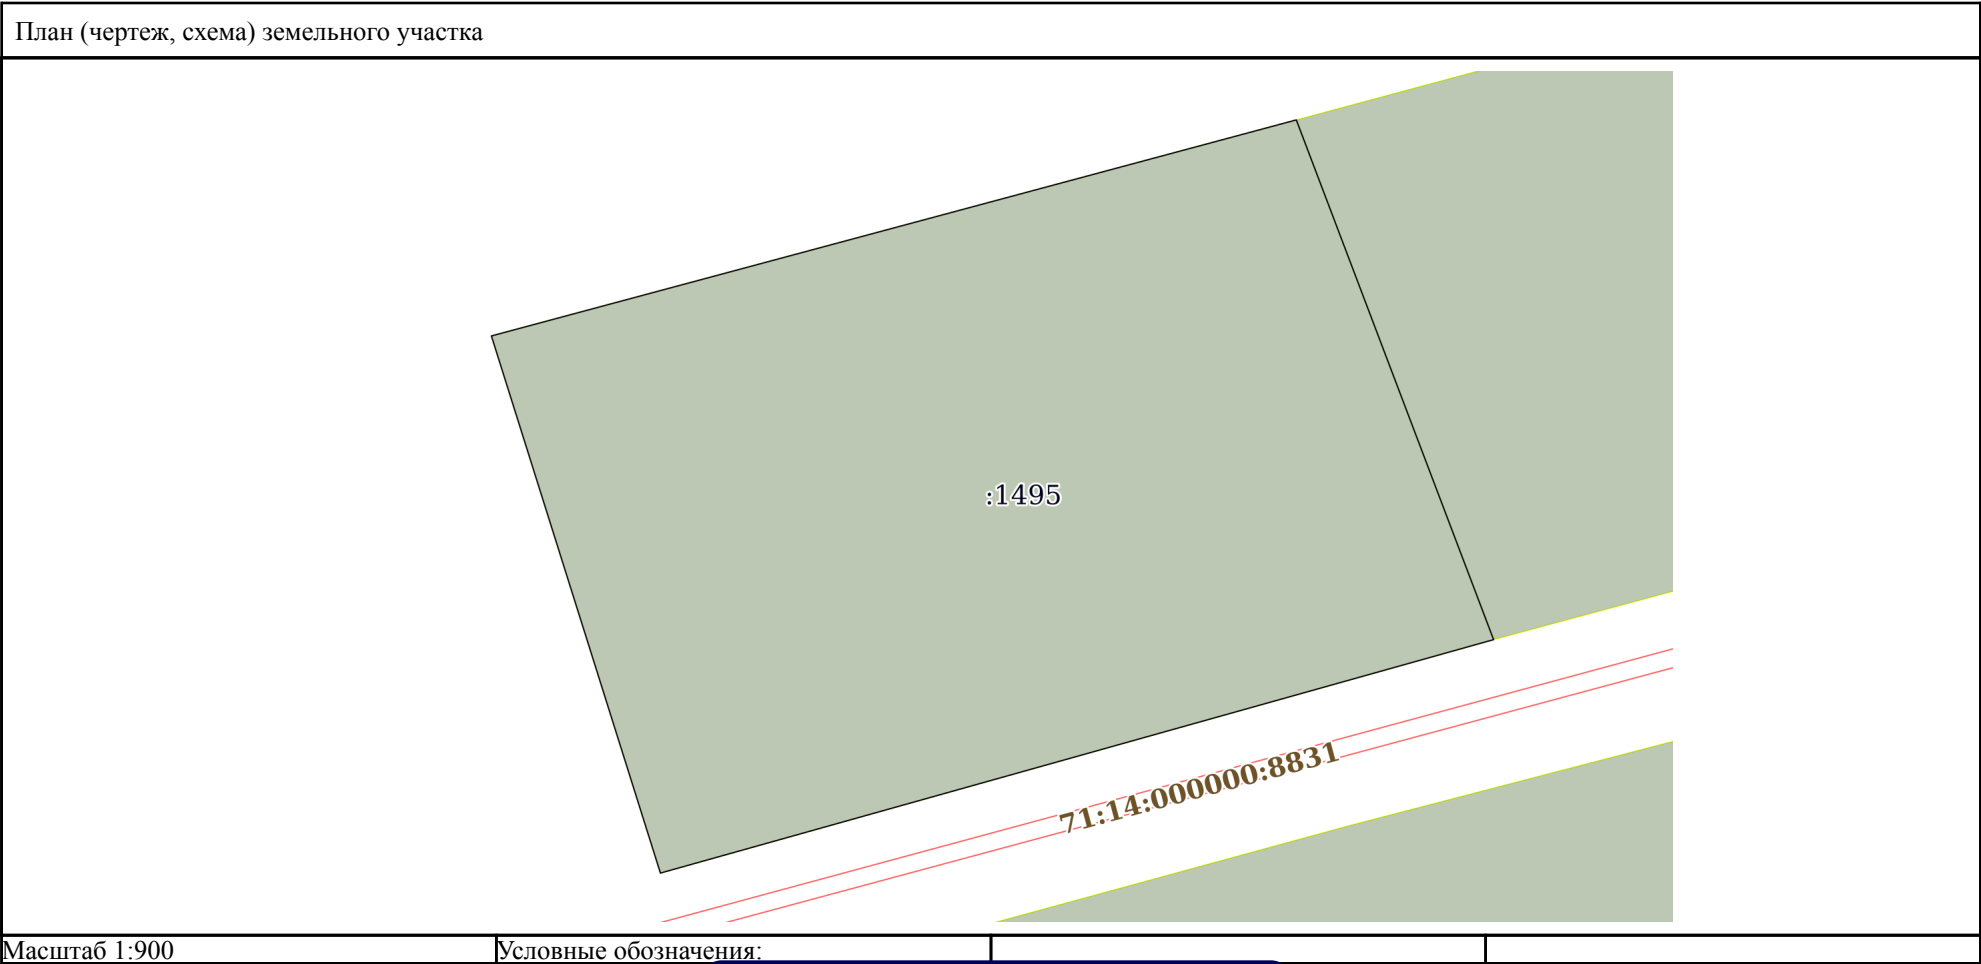 План (чертеж, схема) земельного участка
:1495
71:14:000000:8831
Масштаб 1:900
Условные обозначения: